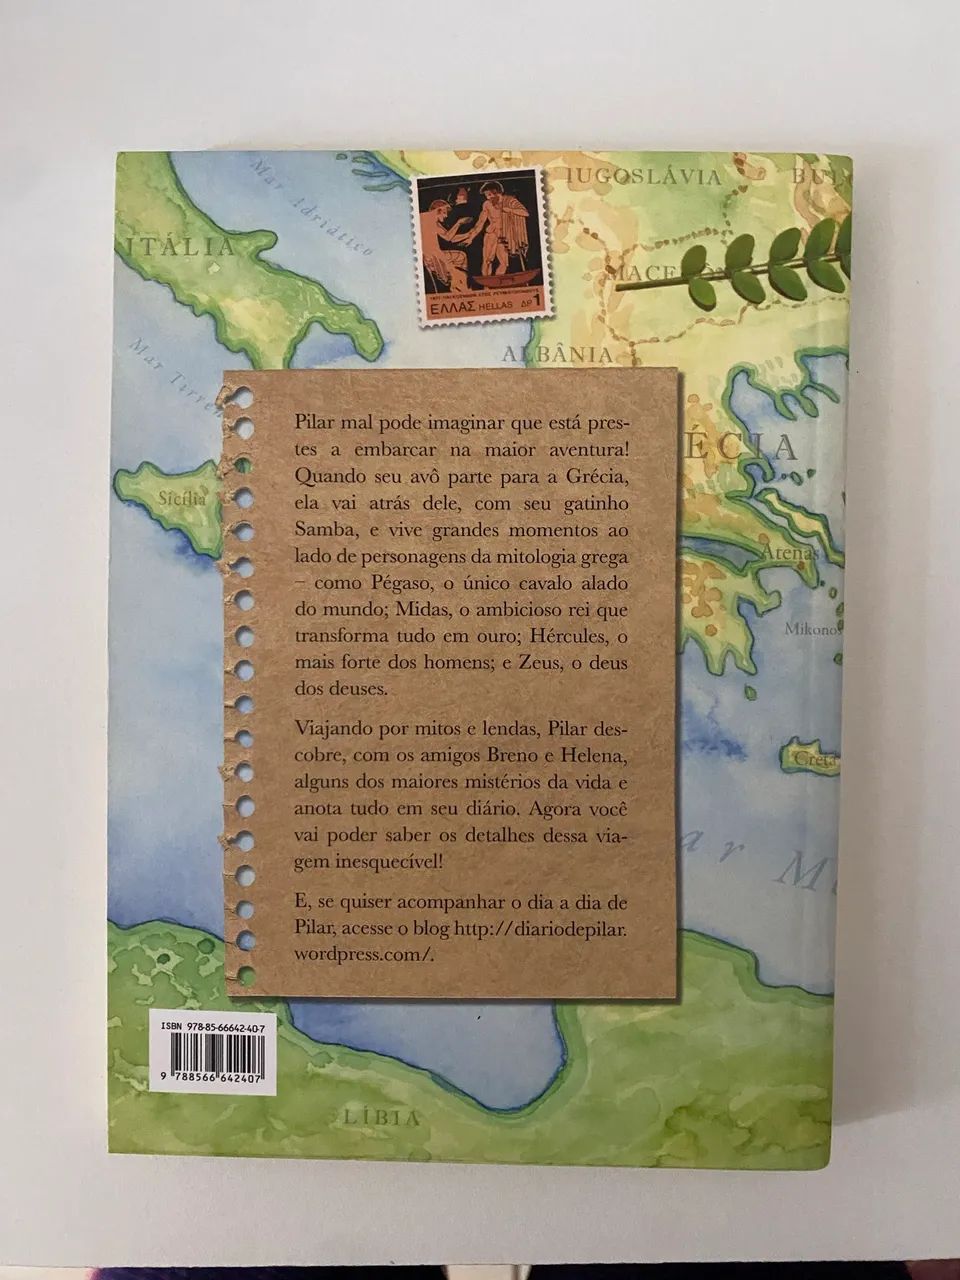 Mar Adriático
IUGOSLÁVIA
BUL
ITÁLIA
MACEDÔNIA
ΕΛΛΑΣ HELLAS ΔΡ 1
ALBÂNIA
Mar Tirren
ÉCIA
Sicília
Atenas
Mikonos
Creta
Pilar mal pode imaginar que está pres-
tes a embarcar na maior aventura!
Quando seu avô parte para a Grécia,
ela vai atrás dele, com seu gatinho
Samba, e vive grandes momentos ao
lado de personagens da mitologia grega
– como Pégaso, o único cavalo alado
do mundo; Midas, o ambicioso rei que
transforma tudo em ouro; Hércules, o
mais forte dos homens; e Zeus, o deus
dos deuses.
Viajando por mitos e lendas, Pilar des-
cobre, com os amigos Breno e Helena,
alguns dos maiores mistérios da vida e
anota tudo em seu diário. Agora você
vai poder saber os detalhes dessa via-
gem inesquecível!
E, se quiser acompanhar o dia a dia de
Pilar, acesse o blog http://diariodepilar.
wordpress.com/.
ar M
ISBN 978-85-66642-40-7
9 788566 642407
LÍBIA